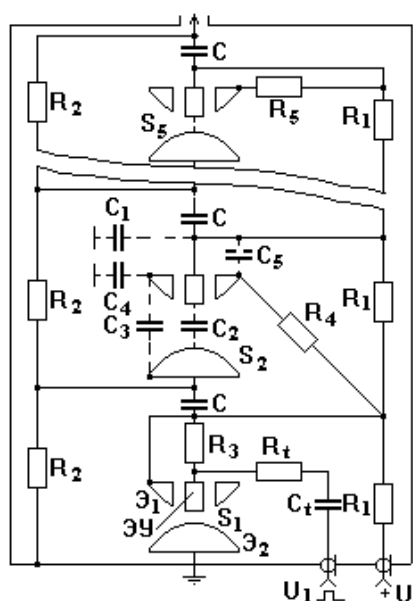 C
R₂
R₅
R₁
S₅
C₁
C
C₅
C₄
R₂
C₃
C₂
R₄
R₁
S₂
C
R₃
R₂
Rₜ
Э₁
Cₜ
R₁
ЭУ
S₁
Э₂
U₁
+U